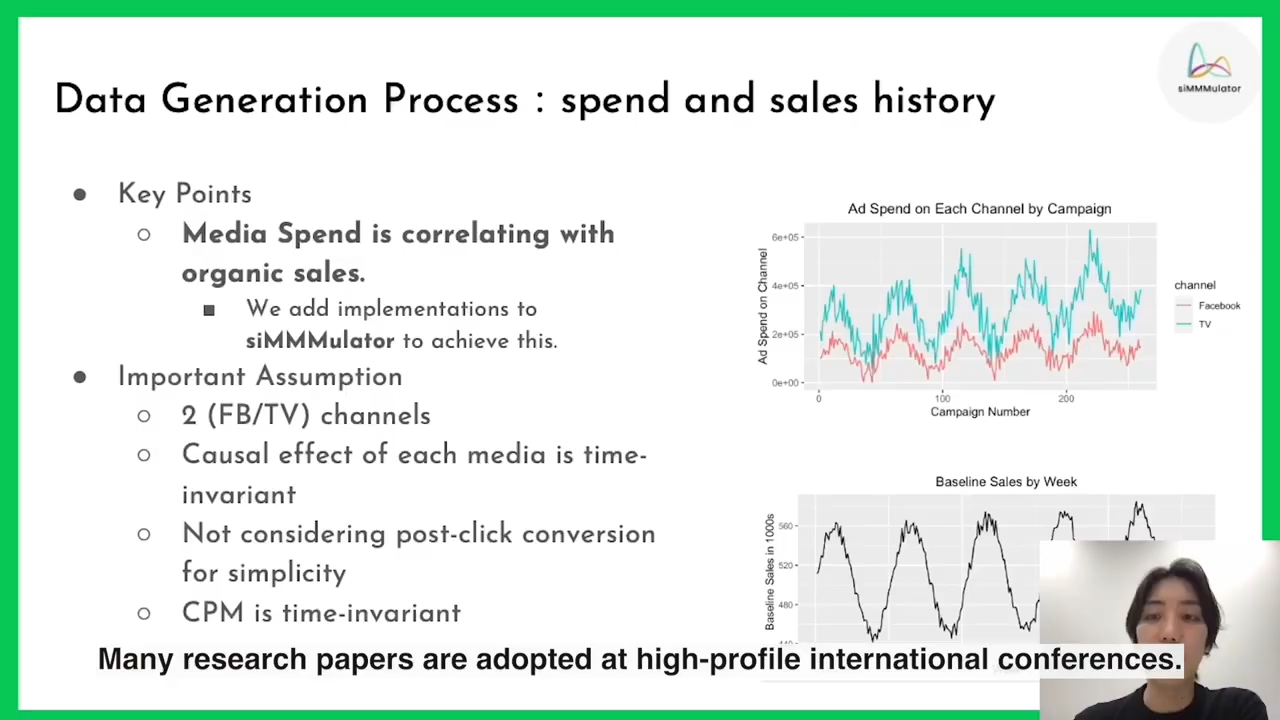 siMMMulator
Data Generation Process : spend and sales history
● Key Points
○ Media Spend is correlating with
organic sales.
■ We add implementations to
siMMMulator to achieve this.
● Important Assumption
○ 2 (FB/TV) channels
○ Causal effect of each media is time-
invariant
○ Not considering post-click conversion
for simplicity
○ CPM is time-invariant
Ad Spend on Each Channel by Campaign
Ad Spend on Channel
6e+05
4e+05
2e+05
0e+00
0 100 200
Campaign Number
channel
Facebook
TV
Baseline Sales by Week
Baseline Sales in 1000s
560
520
480
Many research papers are adopted at high-profile international conferences.